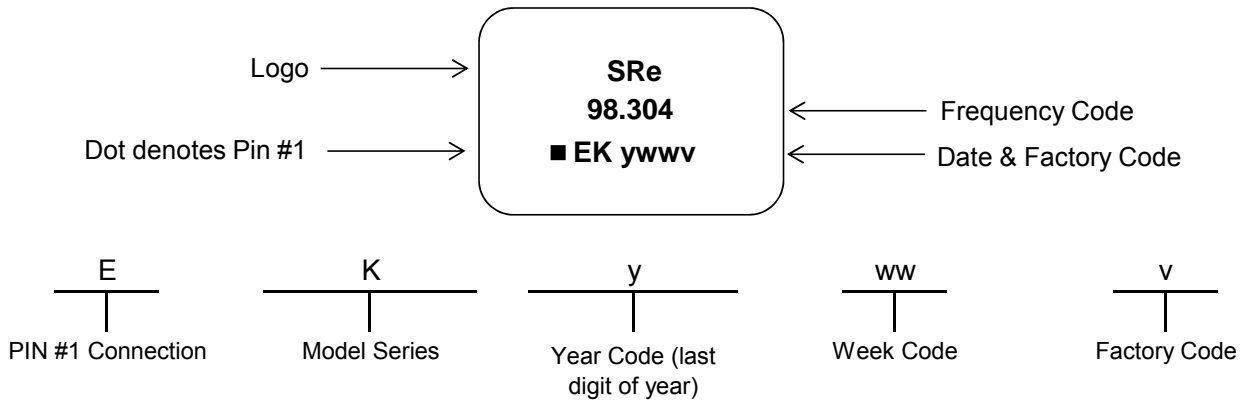 Logo
SRe
98.304
Frequency Code
Dot denotes Pin #1
■ EK ywwv
Date & Factory Code
E
K
y
ww
v
PIN #1 Connection
Model Series
Year Code (last
digit of year)
Week Code
Factory Code